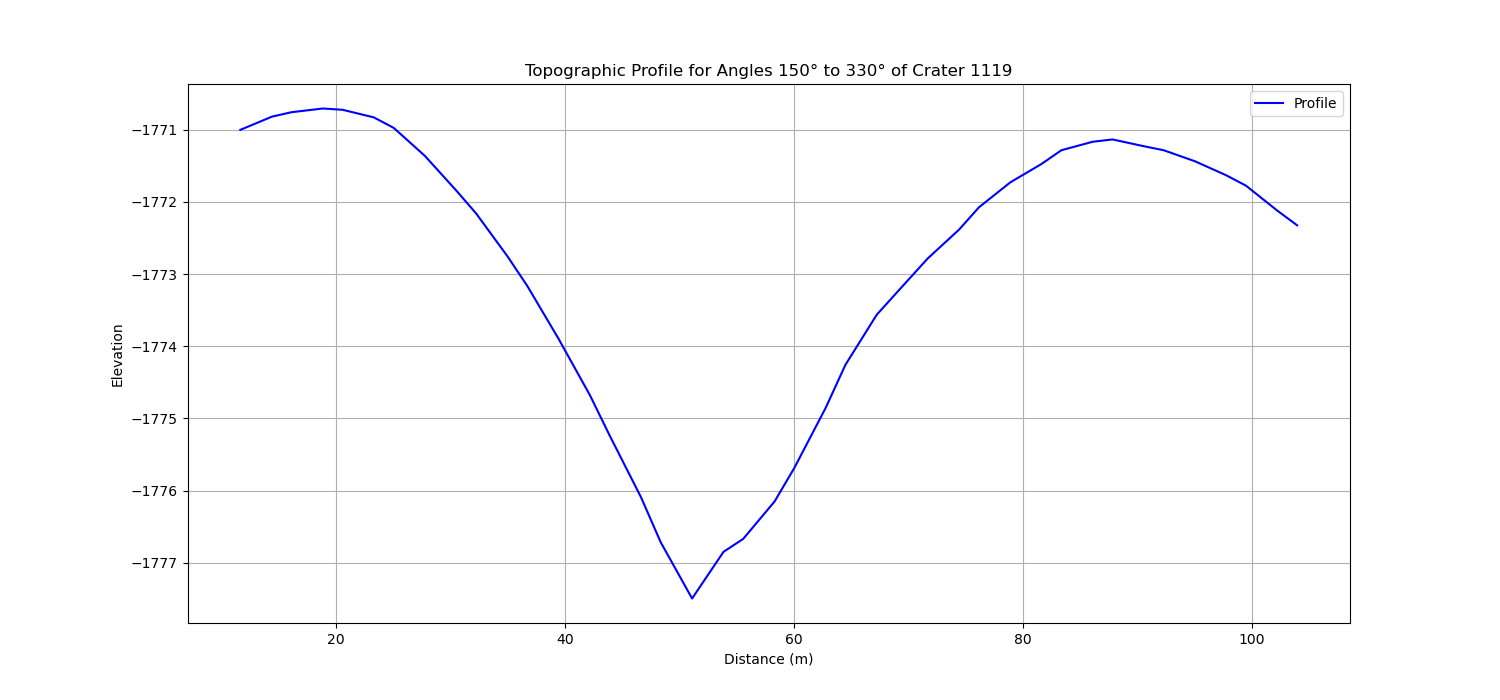 Topographic Profile for Angles 150° to 330° of Crater 1119
Profile
−1771
−1772
−1773
−1774
−1775
−1776
−1777
Elevation
20 40 60 80 100
Distance (m)